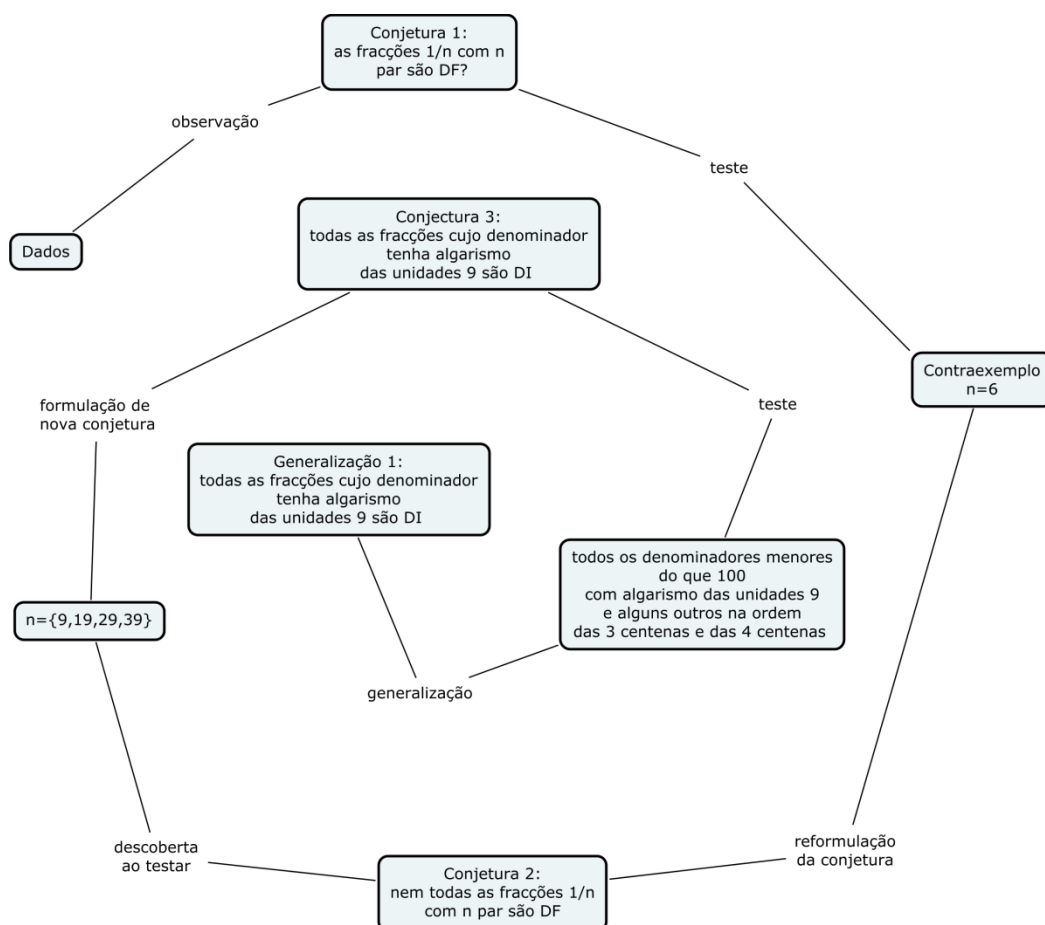 Conjetura 1:
as fracções 1/n com n
par são DF?
observação
teste
Conjectura 3:
todas as fracções cujo denominador
tenha algarismo
das unidades 9 são DI
Dados
Contraexemplo
n=6
formulação de
nova conjetura
teste
Generalização 1:
todas as fracções cujo denominador
tenha algarismo
das unidades 9 são DI
todos os denominadores menores
do que 100
com algarismo das unidades 9
e alguns outros na ordem
das 3 centenas e das 4 centenas
n={9,19,29,39}
generalização
descoberta
ao testar
reformulação
da conjetura
Conjetura 2:
nem todas as fracções 1/n
com n par são DF